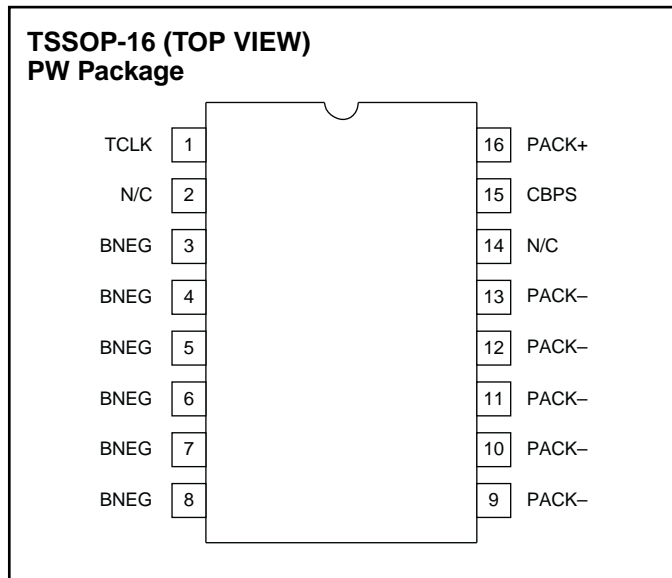 TSSOP-16 (TOP VIEW)
PW Package
TCLK 1 16 PACK+
N/C 2 15 CBPS
BNEG 3 14 N/C
BNEG 4 13 PACK–
BNEG 5 12 PACK–
BNEG 6 11 PACK–
BNEG 7 10 PACK–
BNEG 8 9 PACK–